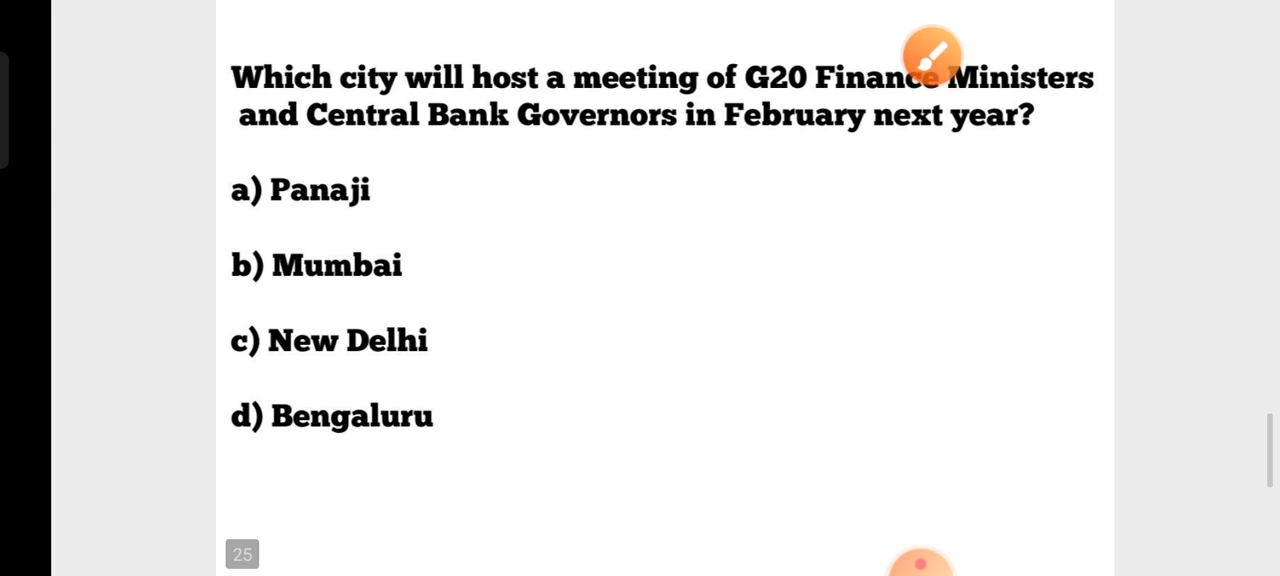 Which city will host a meeting of G20 Finance Ministers
and Central Bank Governors in February next year?
a) Panaji
b) Mumbai
c) New Delhi
d) Bengaluru
25